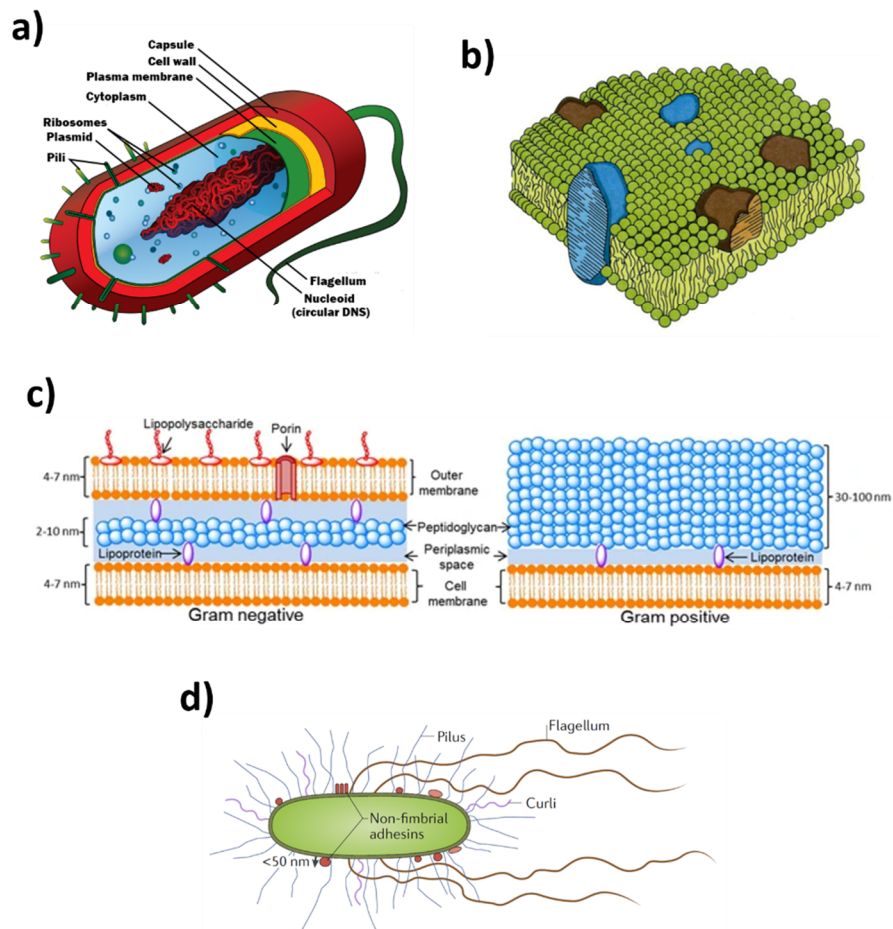 a)
Capsule
Cell wall
Plasma membrane
Cytoplasm
Ribosomes
Plasmid
Pili
Flagellum
Nucleoid
(circular DNS)
b)
c)
Lipopolysaccharide
Porin
4-7 nm
Outer
membrane
2-10 nm
Peptidoglycan
Lipoprotein
Periplasmic
space
4-7 nm
Cell
membrane
Gram negative
30-100 nm
Lipoprotein
4-7 nm
Gram positive
d)
Pilus
Flagellum
Curli
Non-fimbrial
adhesins
<50 nm